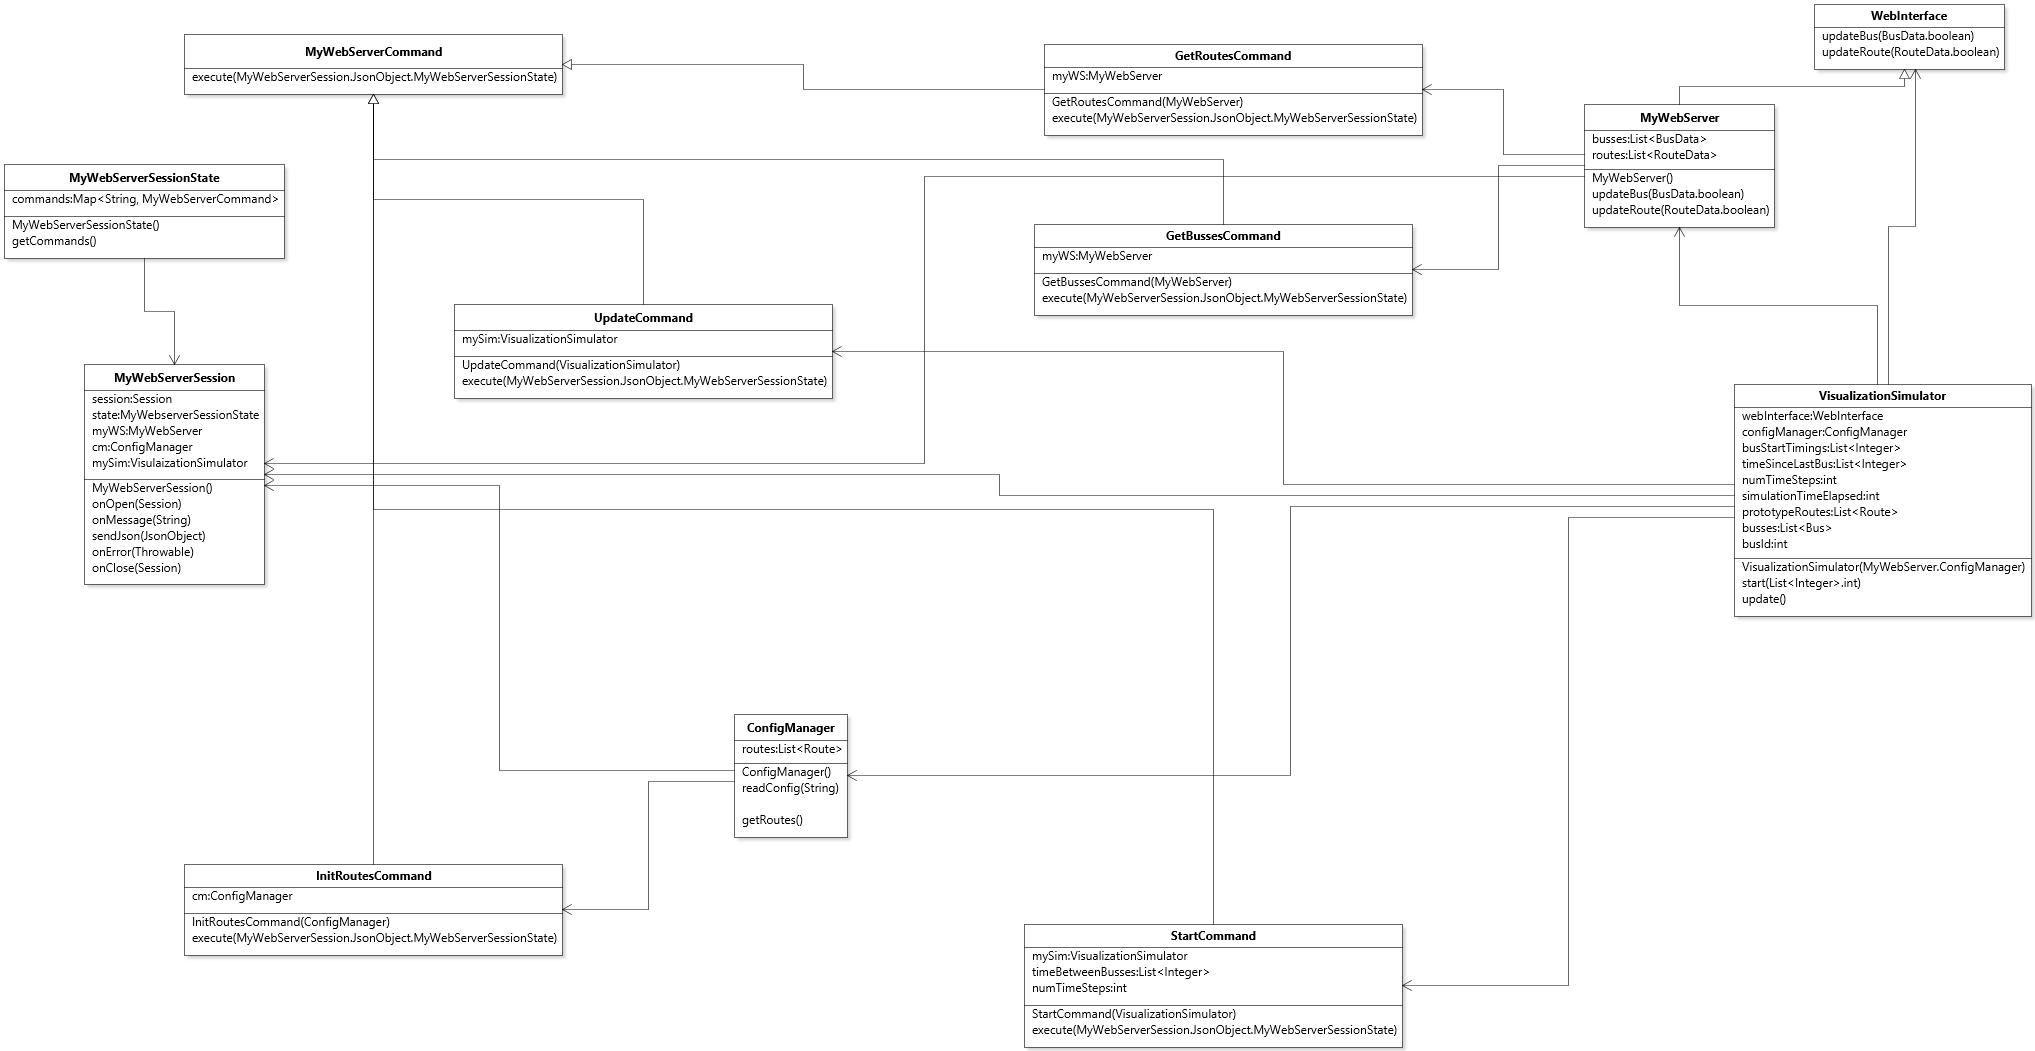 WebInterface
updateBus(BusData.boolean)
updateRoute(RouteData.boolean)
MyWebServerCommand
execute(MyWebServerSession.JsonObject.MyWebServerSessionState)
GetRoutesCommand
myWS:MyWebServer
GetRoutesCommand(MyWebServer)
execute(MyWebServerSession.JsonObject.MyWebServerSessionState)
MyWebServer
busses:List<BusData>
routes:List<RouteData>
MyWebServer()
updateBus(BusData.boolean)
updateRoute(RouteData.boolean)
MyWebServerSessionState
commands:Map<String, MyWebServerCommand>
MyWebServerSessionState()
getCommands()
GetBussesCommand
myWS:MyWebServer
GetBussesCommand(MyWebServer)
execute(MyWebServerSession.JsonObject.MyWebServerSessionState)
UpdateCommand
mySim:VisualizationSimulator
UpdateCommand(VisualizationSimulator)
execute(MyWebServerSession.JsonObject.MyWebServerSessionState)
MyWebServerSession
session:Session
state:MyWebserverSessionState
myWS:MyWebServer
cm:ConfigManager
mySim:VisulaizationSimulator
MyWebServerSession()
onOpen(Session)
onMessage(String)
sendJson(JsonObject)
onError(Throwable)
onClose(Session)
VisualizationSimulator
webInterface:WebInterface
configManager:ConfigManager
busStartTimings:List<Integer>
timeSinceLastBus:List<Integer>
numTimeSteps:int
simulationTimeElapsed:int
prototypeRoutes:List<Route>
busses:List<Bus>
busId:int
VisualizationSimulator(MyWebServer.ConfigManager)
start(List<Integer>.int)
update()
ConfigManager
routes:List<Route>
ConfigManager()
readConfig(String)
getRoutes()
InitRoutesCommand
cm:ConfigManager
InitRoutesCommand(ConfigManager)
execute(MyWebServerSession.JsonObject.MyWebServerSessionState)
StartCommand
mySim:VisualizationSimulator
timeBetweenBusses:List<Integer>
numTimeSteps:int
StartCommand(VisualizationSimulator)
execute(MyWebServerSession.JsonObject.MyWebServerSessionState)